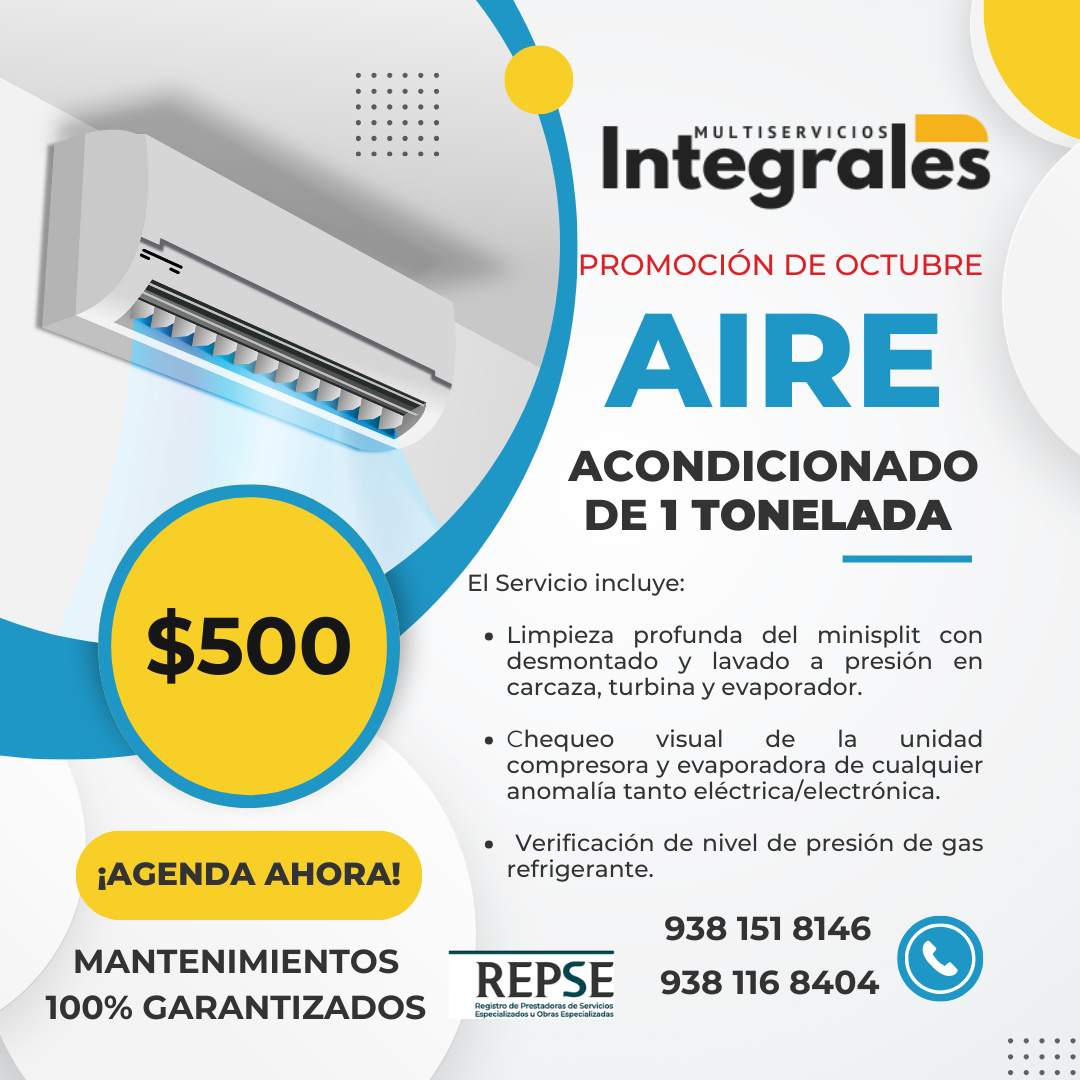 MULTISERVICIOS
Integrales
PROMOCIÓN DE OCTUBRE
AIRE
ACONDICIONADO
DE 1 TONELADA
$500
El Servicio incluye:
• Limpieza profunda del minisplit con
desmontado y lavado a presión en
carcaza, turbina y evaporador.
• Chequeo visual de la unidad
compresora y evaporadora de cualquier
anomalía tanto eléctrica/electrónica.
• Verificación de nivel de presión de gas
refrigerante.
¡AGENDA AHORA!
MANTENIMIENTOS
100% GARANTIZADOS
REPSE
Registro de Prestadoras de Servicios
Especializados u Obras Especializadas
938 151 8146
938 116 8404